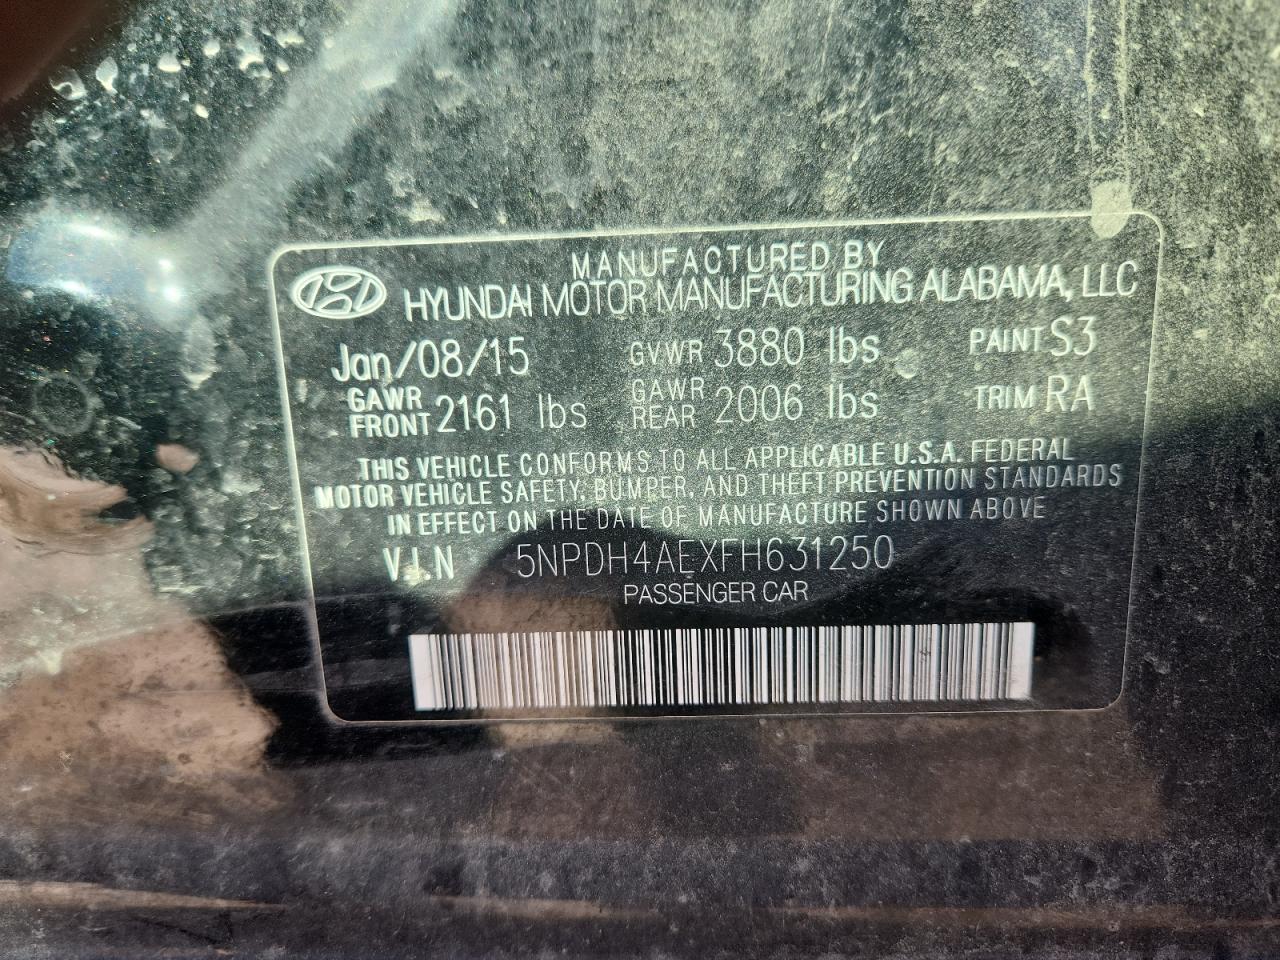 MANUFACTURED BY
HYUNDAI MOTOR MANUFACTURING ALABAMA, LLC
Jan/08/15 GVWR 3880 lbs PAINT S3
GAWR FRONT 2161 lbs GAWR REAR 2006 lbs TRIM RA
THIS VEHICLE CONFORMS TO ALL APPLICABLE U.S.A. FEDERAL
MOTOR VEHICLE SAFETY, BUMPER, AND THEFT PREVENTION STANDARDS
IN EFFECT ON THE DATE OF MANUFACTURE SHOWN ABOVE
V.I.N 5NPDH4AEXFH631250
PASSENGER CAR